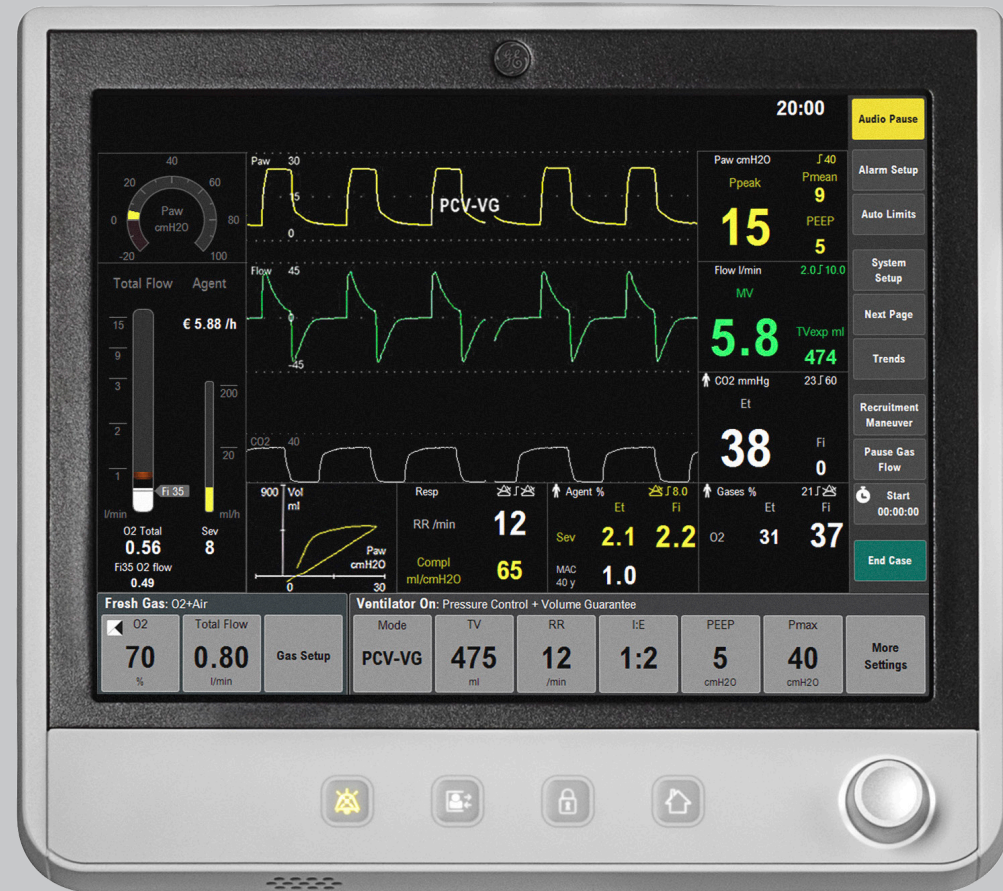 20:00
Audio Pause
Alarm Setup
Auto Limits
System
Setup
Next Page
Trends
Recruitment
Maneuver
Pause Gas
Flow
Start
00:00:00
End Case
40
20 60
0 Paw 80
cmH2O
-20 100
Total Flow Agent
€ 5.88 /h
15
9
3
2
1
200
20
Fi 35
l/min ml/h
O2 Total Sev
0.56 8
Fi35 O2 flow
0.49
Paw 30
15
PCV-VG
0
Flow 45
0
-45
CO2 40
Paw cmH2O 40
Ppeak Pmean
15 9
PEEP
5
Flow l/min 2.0 10.0
MV
5.8 TVexp ml
474
CO2 mmHg 23 60
Et
38 Fi
0
900 Vol
ml
Paw
cmH2O
0 30
Resp
RR /min 12
Compl
ml/cmH2O 65
Agent % 8.0
Et Fi
Sev 2.1 2.2
MAC
40 y 1.0
Gases % 21
Et Fi
O2 31 37
Fresh Gas: O2+Air
O2 Total Flow
70 0.80 Gas Setup
% l/min
Ventilator On: Pressure Control + Volume Guarantee
Mode TV RR I:E PEEP Pmax
PCV-VG 475 12 1:2 5 40
ml /min cmH2O cmH2O
More
Settings